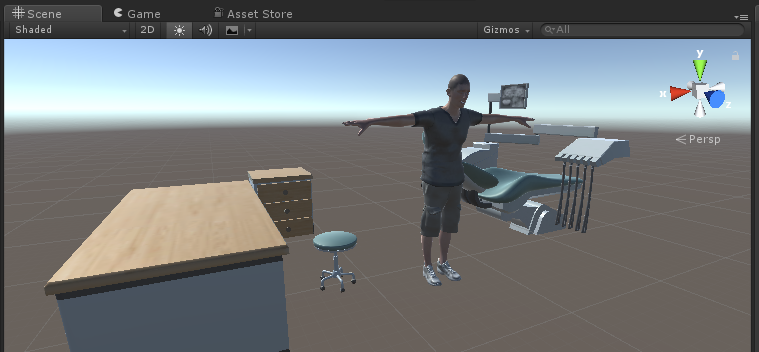 Scene Game Asset Store
Shaded 2D Gizmos All
y
x z
Persp